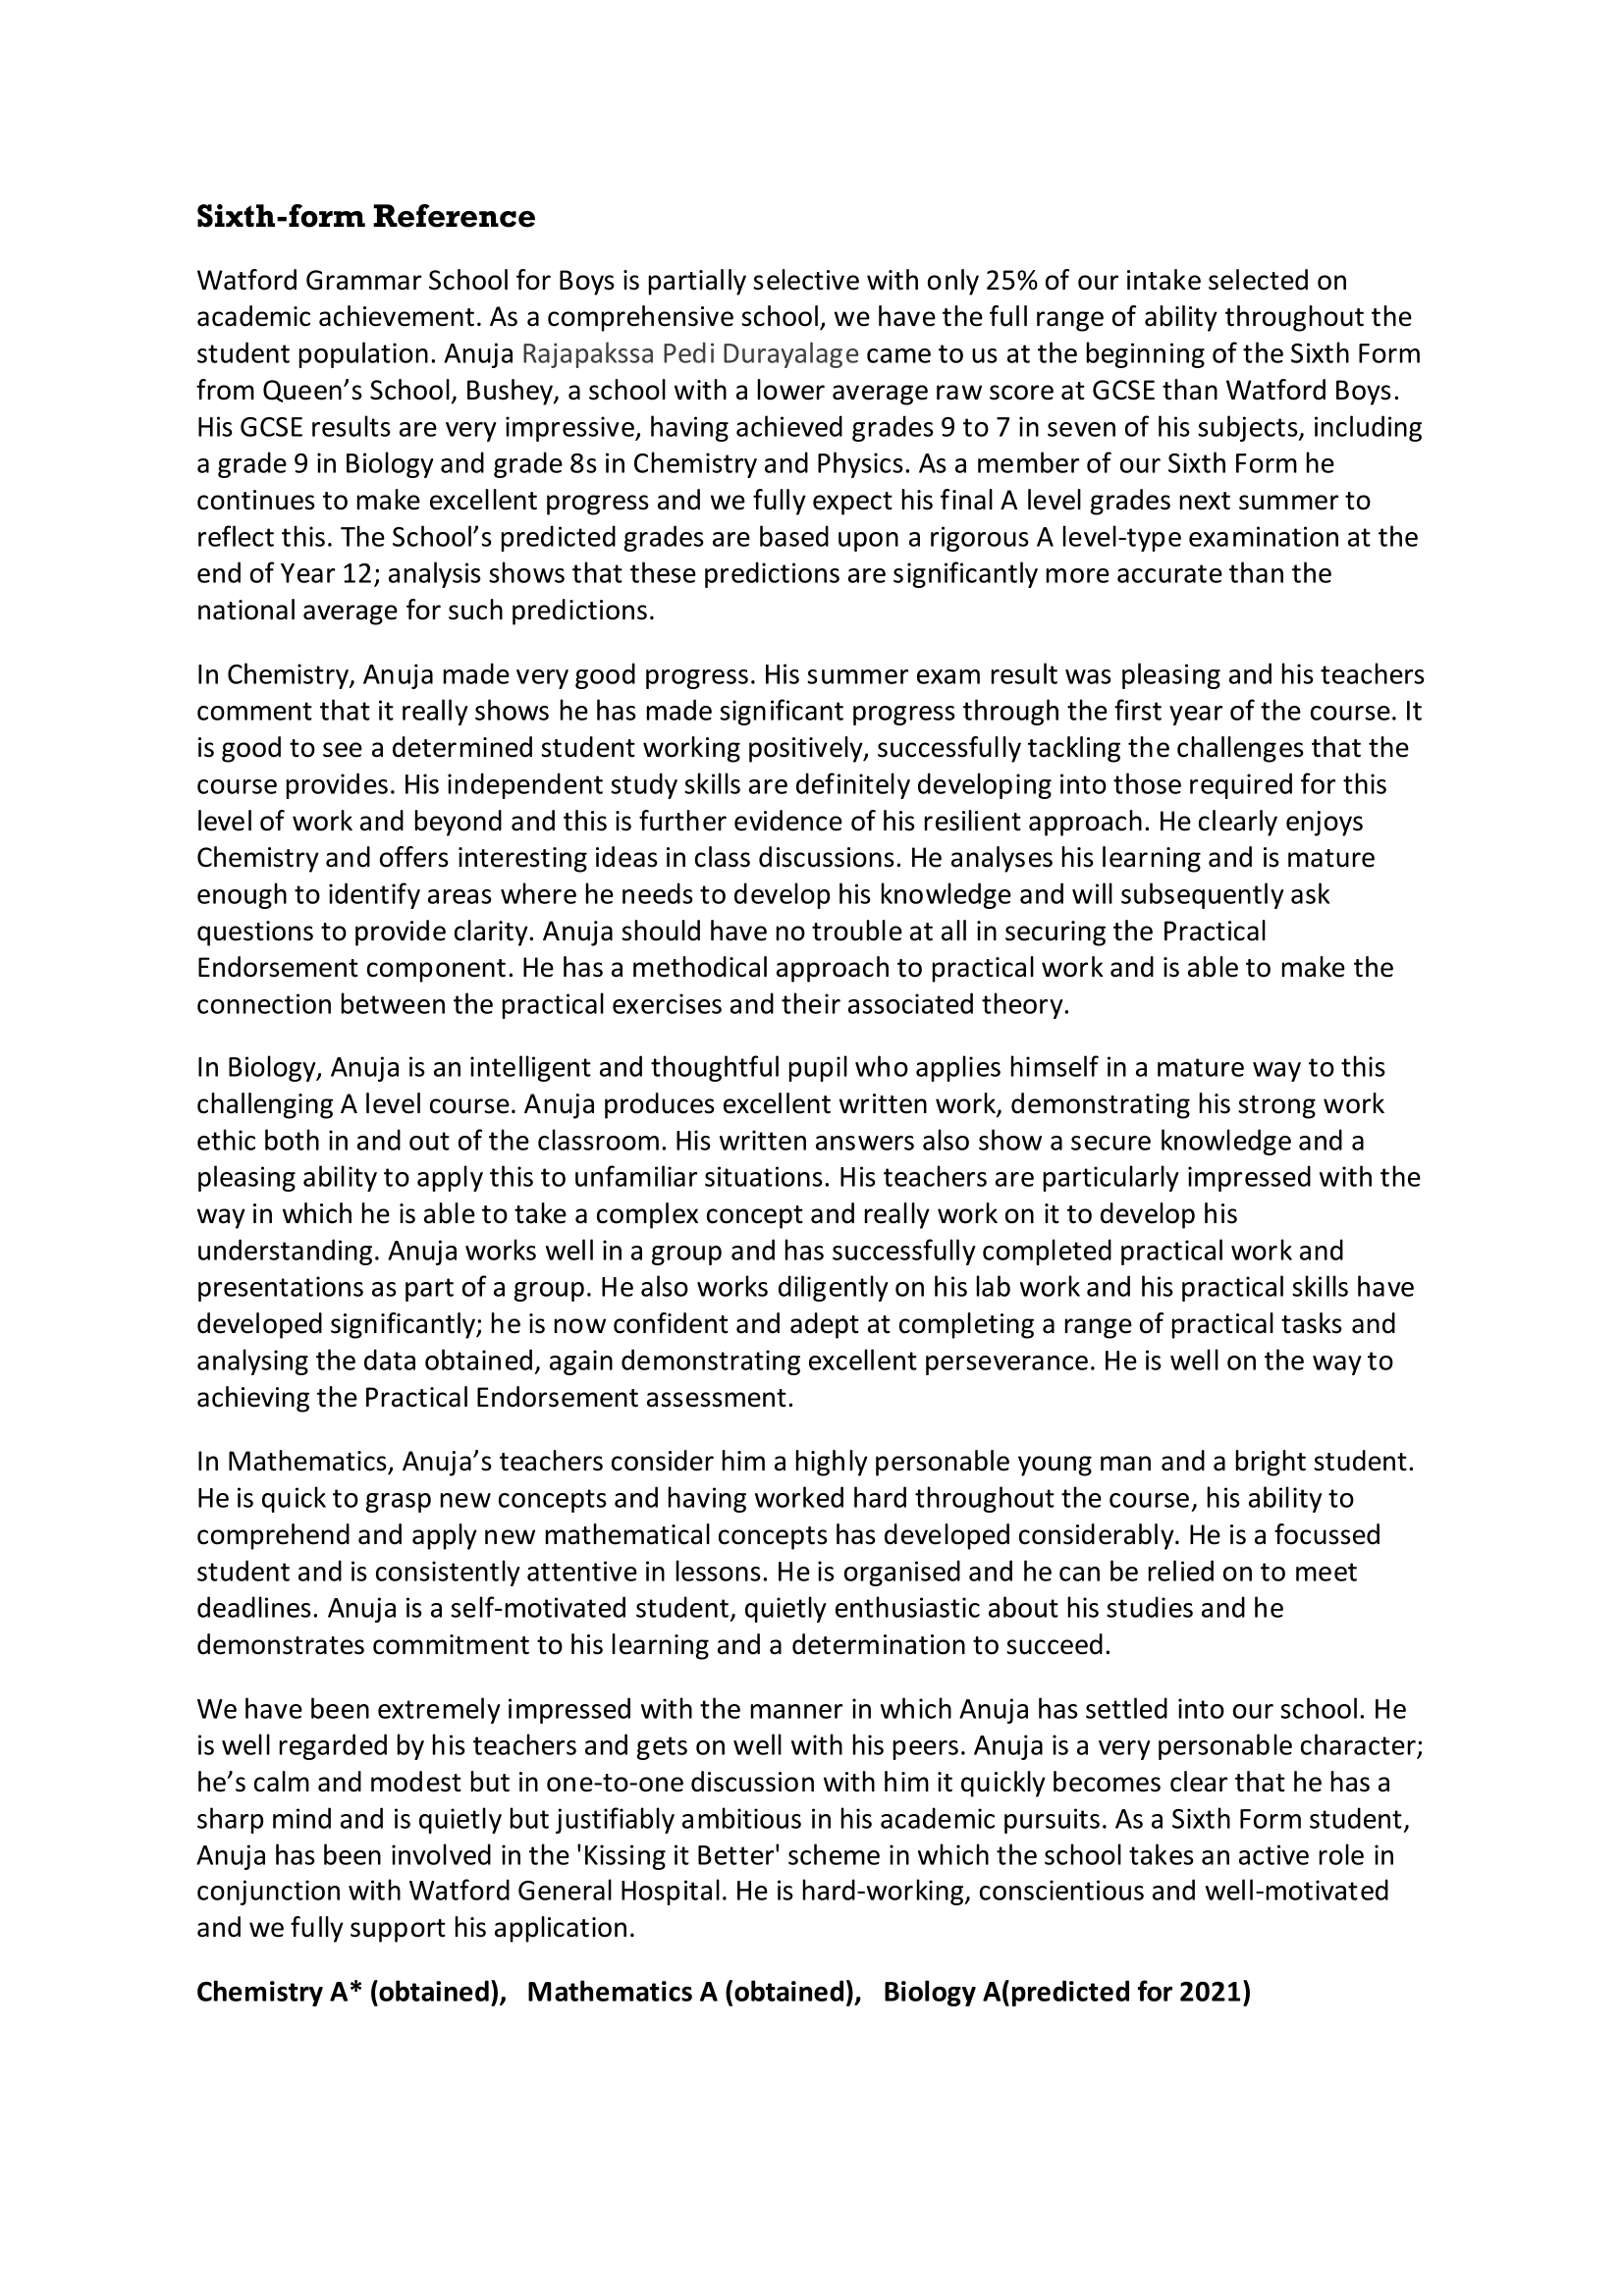 Sixth-form Reference
Watford Grammar School for Boys is partially selective with only 25% of our intake selected on
academic achievement. As a comprehensive school, we have the full range of ability throughout the
student population. Anuja Rajapakssa Pedi Durayalage came to us at the beginning of the Sixth Form
from Queen’s School, Bushey, a school with a lower average raw score at GCSE than Watford Boys.
His GCSE results are very impressive, having achieved grades 9 to 7 in seven of his subjects, including
a grade 9 in Biology and grade 8s in Chemistry and Physics. As a member of our Sixth Form he
continues to make excellent progress and we fully expect his final A level grades next summer to
reflect this. The School’s predicted grades are based upon a rigorous A level-type examination at the
end of Year 12; analysis shows that these predictions are significantly more accurate than the
national average for such predictions.
In Chemistry, Anuja made very good progress. His summer exam result was pleasing and his teachers
comment that it really shows he has made significant progress through the first year of the course. It
is good to see a determined student working positively, successfully tackling the challenges that the
course provides. His independent study skills are definitely developing into those required for this
level of work and beyond and this is further evidence of his resilient approach. He clearly enjoys
Chemistry and offers interesting ideas in class discussions. He analyses his learning and is mature
enough to identify areas where he needs to develop his knowledge and will subsequently ask
questions to provide clarity. Anuja should have no trouble at all in securing the Practical
Endorsement component. He has a methodical approach to practical work and is able to make the
connection between the practical exercises and their associated theory.
In Biology, Anuja is an intelligent and thoughtful pupil who applies himself in a mature way to this
challenging A level course. Anuja produces excellent written work, demonstrating his strong work
ethic both in and out of the classroom. His written answers also show a secure knowledge and a
pleasing ability to apply this to unfamiliar situations. His teachers are particularly impressed with the
way in which he is able to take a complex concept and really work on it to develop his
understanding. Anuja works well in a group and has successfully completed practical work and
presentations as part of a group. He also works diligently on his lab work and his practical skills have
developed significantly; he is now confident and adept at completing a range of practical tasks and
analysing the data obtained, again demonstrating excellent perseverance. He is well on the way to
achieving the Practical Endorsement assessment.
In Mathematics, Anuja’s teachers consider him a highly personable young man and a bright student.
He is quick to grasp new concepts and having worked hard throughout the course, his ability to
comprehend and apply new mathematical concepts has developed considerably. He is a focussed
student and is consistently attentive in lessons. He is organised and he can be relied on to meet
deadlines. Anuja is a self-motivated student, quietly enthusiastic about his studies and he
demonstrates commitment to his learning and a determination to succeed.
We have been extremely impressed with the manner in which Anuja has settled into our school. He
is well regarded by his teachers and gets on well with his peers. Anuja is a very personable character;
he’s calm and modest but in one-to-one discussion with him it quickly becomes clear that he has a
sharp mind and is quietly but justifiably ambitious in his academic pursuits. As a Sixth Form student,
Anuja has been involved in the 'Kissing it Better' scheme in which the school takes an active role in
conjunction with Watford General Hospital. He is hard-working, conscientious and well-motivated
and we fully support his application.
Chemistry A* (obtained), Mathematics A (obtained), Biology A(predicted for 2021)